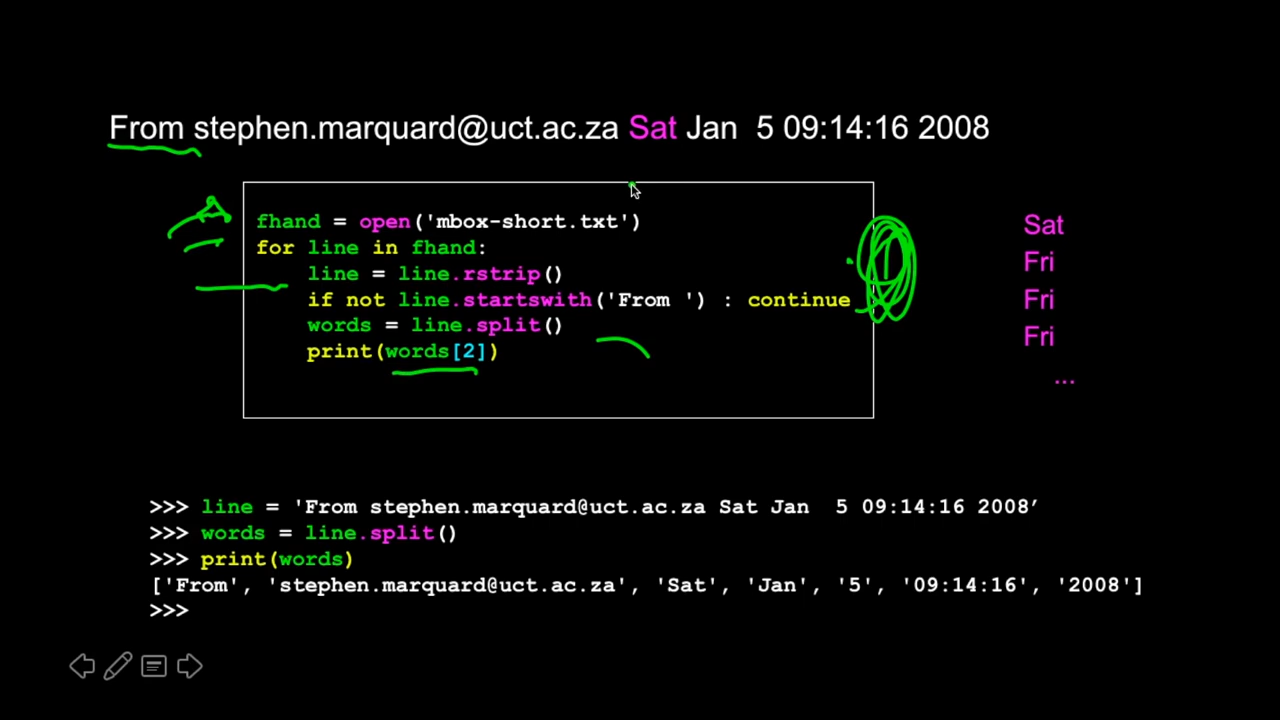 From stephen.marquard@uct.ac.za Sat Jan  5 09:14:16 2008
fhand = open('mbox-short.txt')
for line in fhand:
    line = line.rstrip()
    if not line.startswith('From ') : continue
    words = line.split()
    print(words[2])
Sat
Fri
Fri
Fri
...
>>> line = 'From stephen.marquard@uct.ac.za Sat Jan  5 09:14:16 2008’
>>> words = line.split()
>>> print(words)
['From', 'stephen.marquard@uct.ac.za', 'Sat', 'Jan', '5', '09:14:16', '2008']
>>>